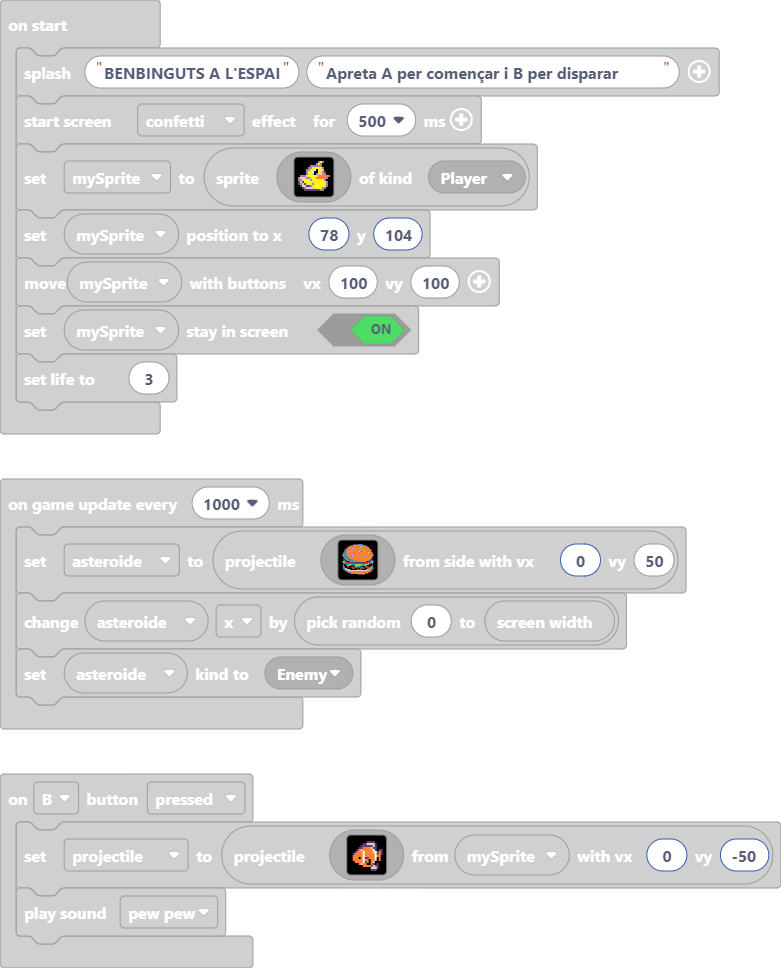 on start
splash "BENBINGUTS A L'ESPAI" "Apreta A per començar i B per disparar"
start screen confetti effect for 500 ms
set mySprite to sprite of kind Player
set mySprite position to x 78 y 104
move mySprite with buttons vx 100 vy 100
set mySprite stay in screen ON
set life to 3
on game update every 1000 ms
set asteroide to projectile from side with vx 0 vy 50
change asteroide x by pick random 0 to screen width
set asteroide kind to Enemy
on B button pressed
set projectile to projectile from mySprite with vx 0 vy -50
play sound pew pew